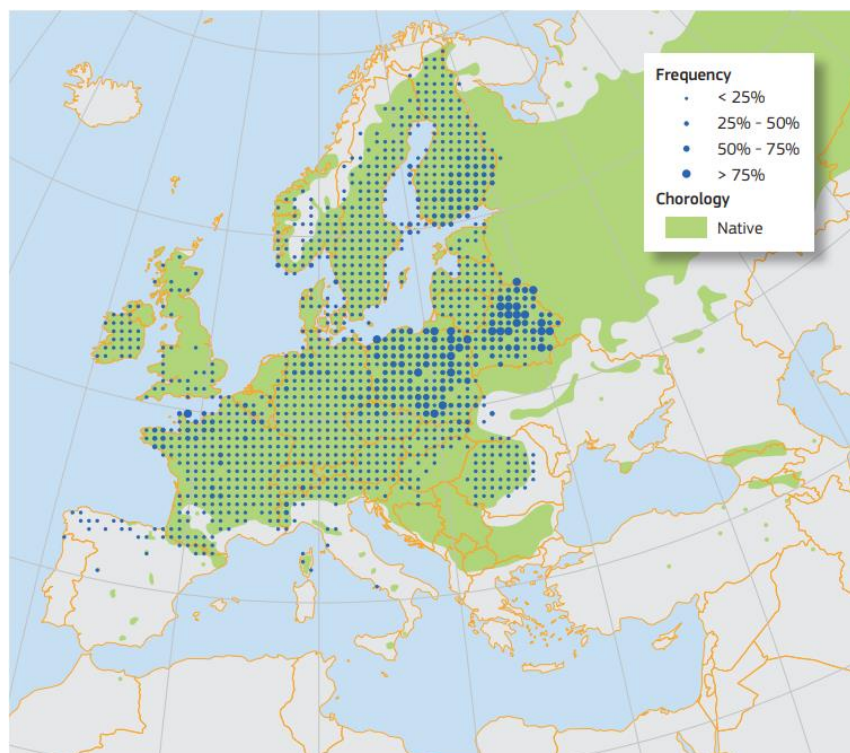 Frequency
< 25%
25% - 50%
50% - 75%
> 75%
Chorology
Native